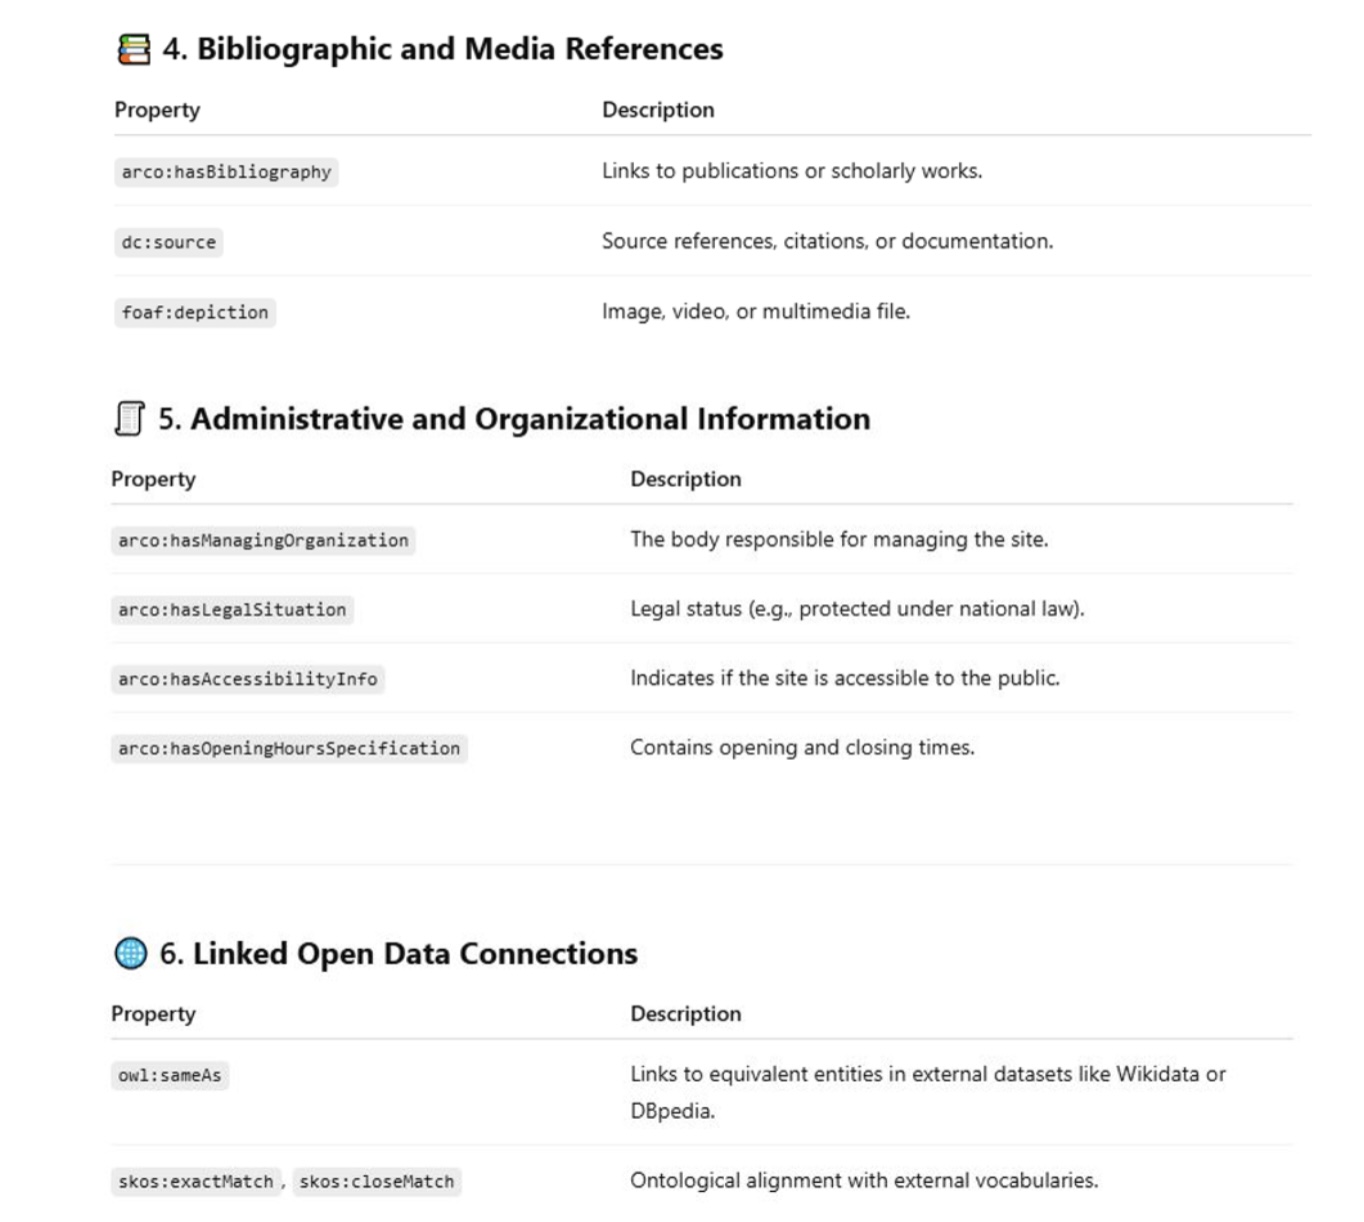 4. Bibliographic and Media References
Property Description
arco:hasBibliography Links to publications or scholarly works.
dc:source Source references, citations, or documentation.
foaf:depiction Image, video, or multimedia file.
5. Administrative and Organizational Information
Property Description
arco:hasManagingOrganization The body responsible for managing the site.
arco:hasLegalSituation Legal status (e.g., protected under national law).
arco:hasAccessibilityInfo Indicates if the site is accessible to the public.
arco:hasOpeningHoursSpecification Contains opening and closing times.
6. Linked Open Data Connections
Property Description
owl:sameAs Links to equivalent entities in external datasets like Wikidata or
DBpedia.
skos:exactMatch, skos:closeMatch Ontological alignment with external vocabularies.